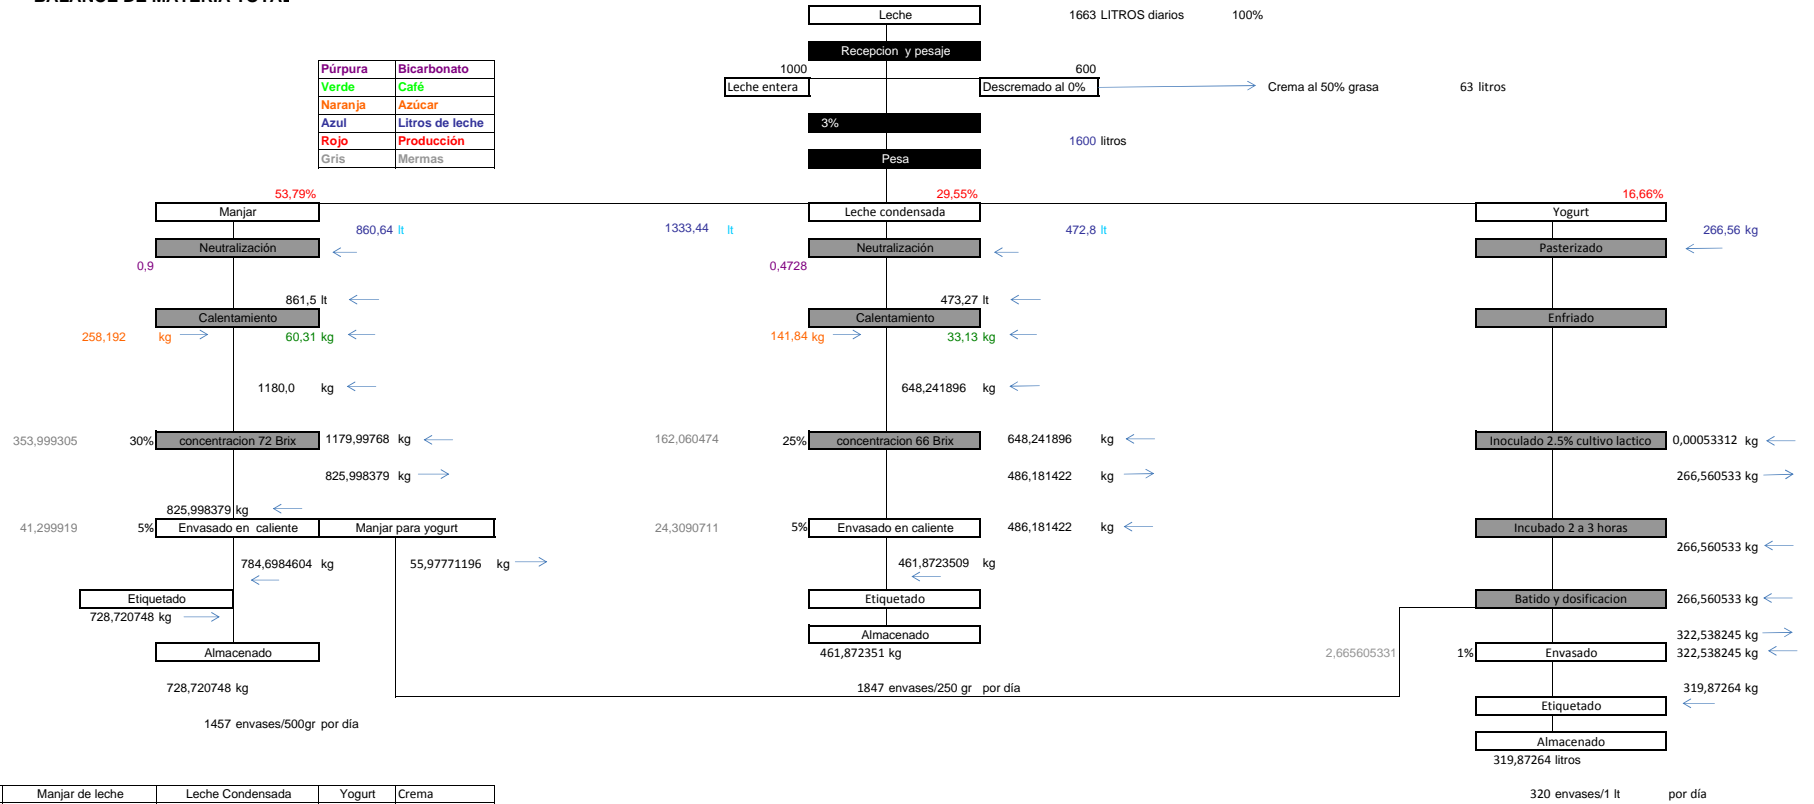 BALANCE DE MATERIA TOTAL
Leche 1663 LITROS diarios 100%
Recepcion y pesaje
Púrpura Bicarbonato
Verde Café
Naranja Azúcar
Azul Litros de leche
Rojo Producción
Gris Mermas
1000 600
Leche entera Descremado al 0% Crema al 50% grasa 63 litros
3%
1600 litros
Pesa
53,79% 29,55% 16,66%
Manjar Leche condensada Yogurt
860,64 lt 1333,44 lt 472,8 lt 266,56 kg
Neutralización Neutralización Pasterizado
0,9 0,4728
861,5 lt 473,27 lt
Calentamiento Calentamiento Enfriado
258,192 kg 60,31 kg 141,84 kg 33,13 kg
1180,0 kg 648,241896 kg
353,999305 30% concentracion 72 Brix 1179,99768 kg 162,060474 25% concentracion 66 Brix 648,241896 kg Inoculado 2.5% cultivo lactico 0,00053312 kg
825,998379 kg 486,181422 kg 266,560533 kg
825,998379 kg
41,299919 5% Envasado en caliente Manjar para yogurt 24,3090711 5% Envasado en caliente 486,181422 kg Incubado 2 a 3 horas
266,560533 kg
784,6984604 kg 55,97771196 kg 461,8723509 kg
Etiquetado Etiquetado Batido y dosificacion 266,560533 kg
728,720748 kg
Almacenado 322,538245 kg
Almacenado 461,872351 kg 2,665605331 1% Envasado 322,538245 kg
728,720748 kg 1847 envases/250 gr por día 319,87264 kg
Etiquetado
1457 envases/500gr por día
Almacenado
319,87264 litros
Manjar de leche Leche Condensada Yogurt Crema 320 envases/1 lt por día